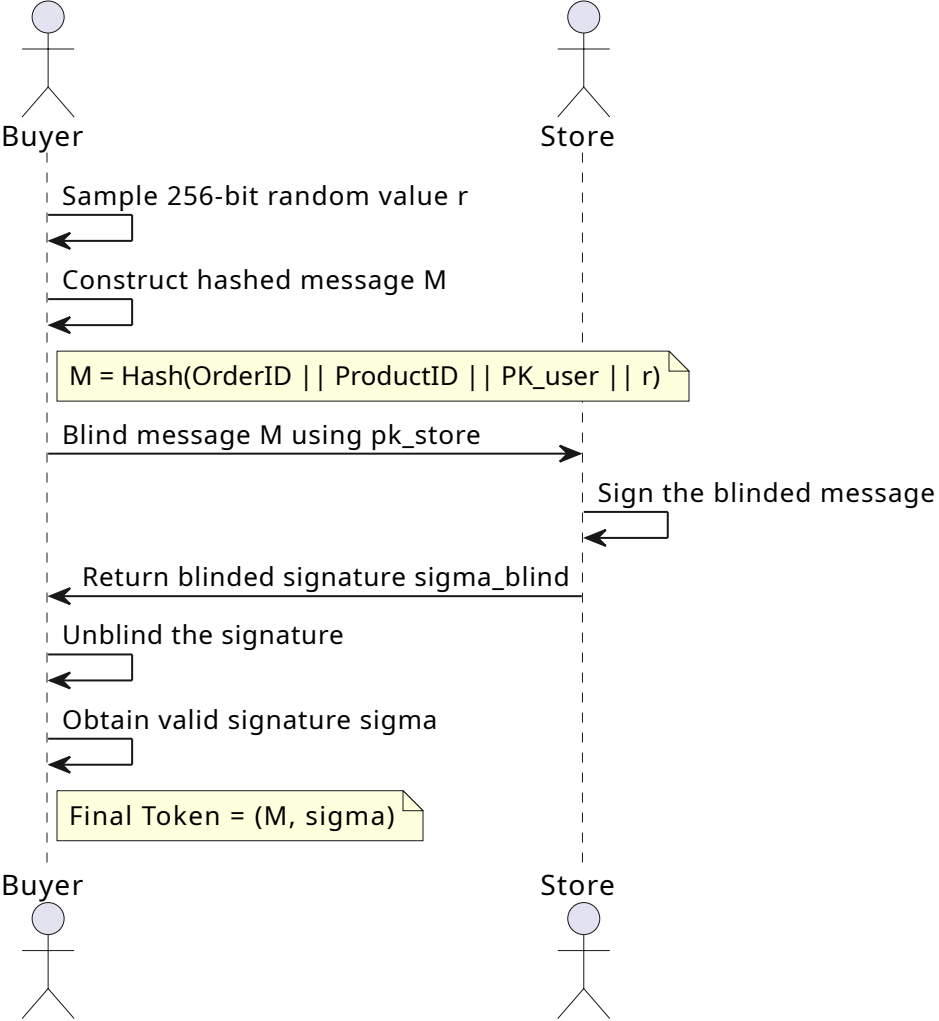 Buyer
Store
Sample 256-bit random value r
Construct hashed message M
M = Hash(OrderID || ProductID || PK_user || r)
Blind message M using pk_store
Sign the blinded message
Return blinded signature sigma_blind
Unblind the signature
Obtain valid signature sigma
Final Token = (M, sigma)
Buyer
Store